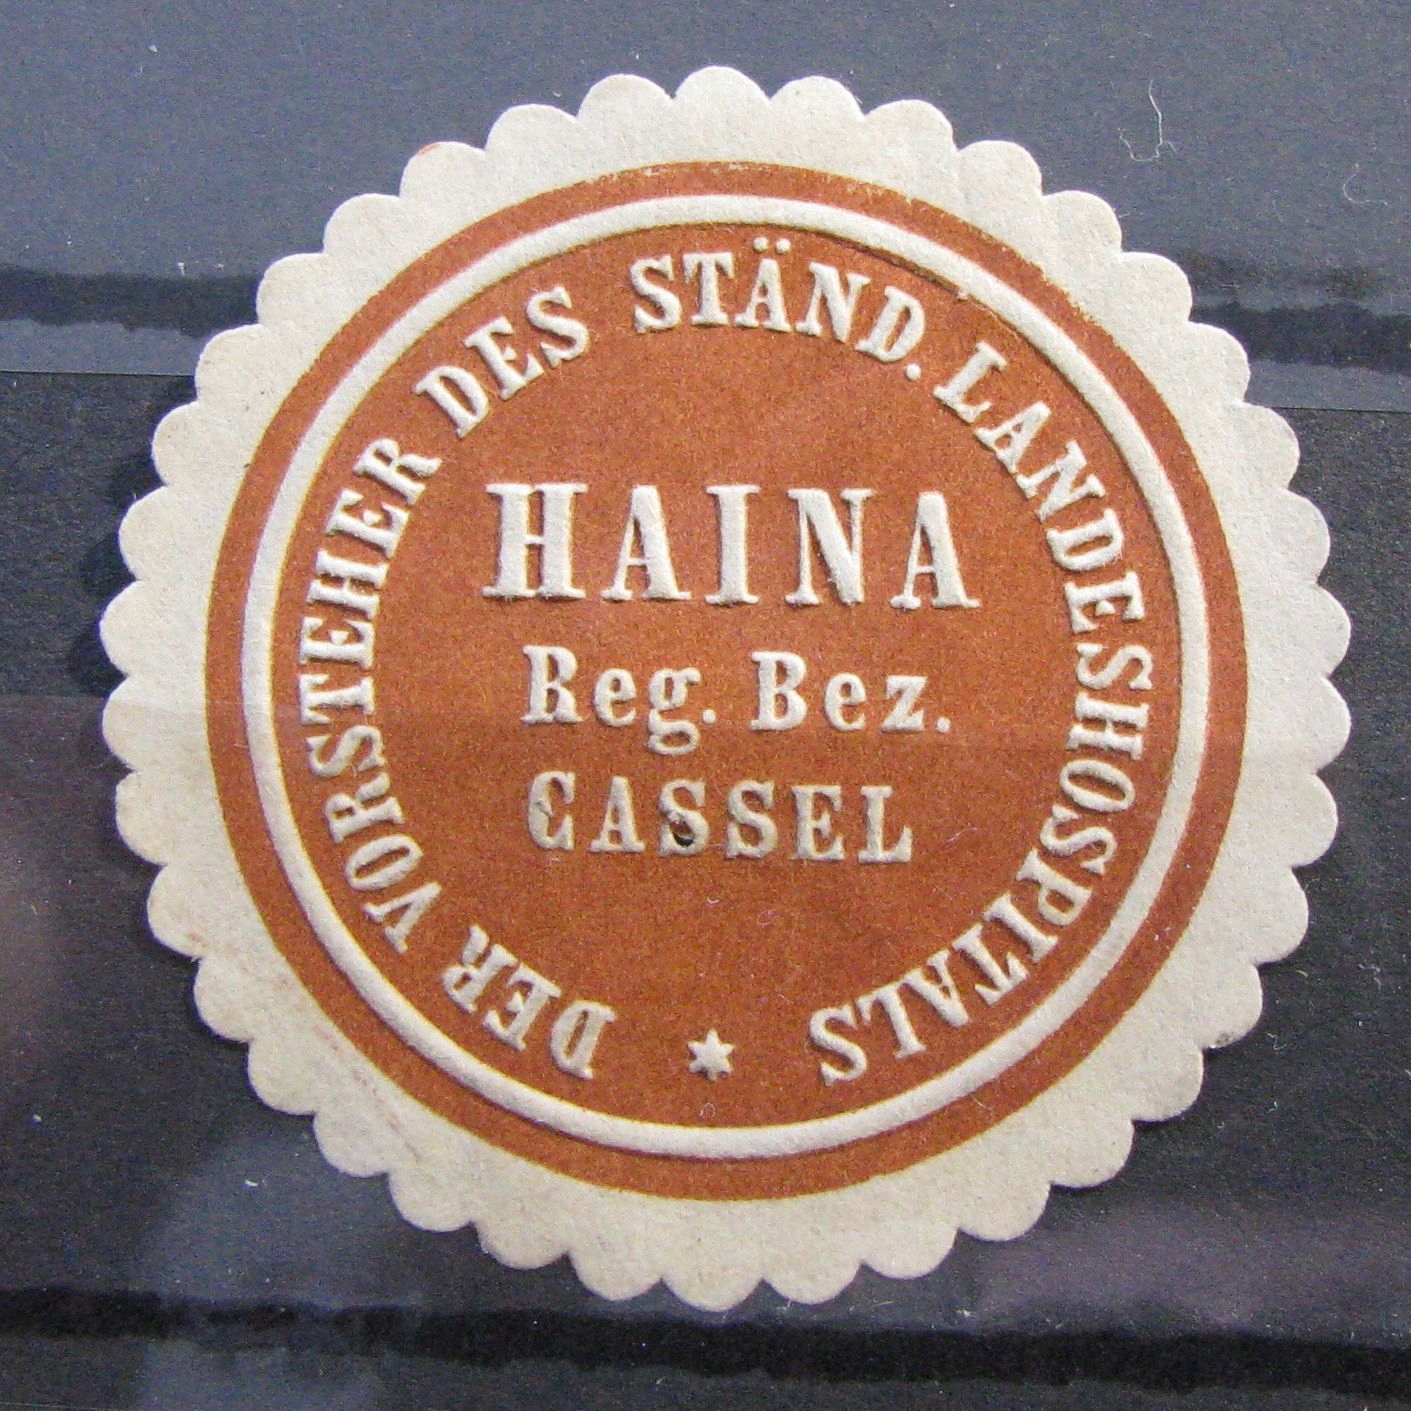 DER VORSTEHER DES STÄND. LANDESHOSPITALS
HAINA
Reg. Bez.
CASSEL